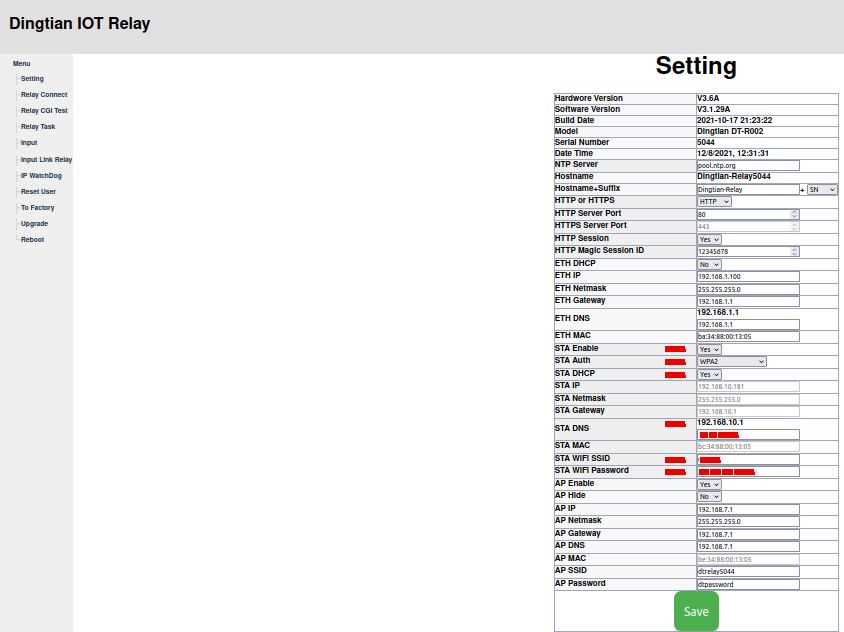 Dingtian IOT Relay
Menu
Setting
Relay Connect
Relay CGI Test
Relay Task
Input
Input Link Relay
IP WatchDog
Reset User
To Factory
Upgrade
Reboot
Setting
Hardwore Version V3.6A
Software Version V3.1.29A
Build Date 2021-10-17 21:23:22
Model Dingtian DT-R002
Serial Number 5044
Date Time 12/8/2021, 12:31:31
NTP Server pool.ntp.org
Hostname Dingtian-Relay5044
Hostname+Suffix Dingtian-Relay + SN
HTTP or HTTPS HTTP
HTTP Server Port 80
HTTPS Server Port 443
HTTP Session Yes
HTTP Magic Session ID 12345678
ETH DHCP No
ETH IP 192.168.1.100
ETH Netmask 255.255.255.0
ETH Gateway 192.168.1.1
ETH DNS 192.168.1.1
192.168.1.1
ETH MAC ba:34:88:00:13:05
STA Enable Yes
STA Auth WPA2
STA DHCP Yes
STA IP 192.168.10.181
STA Netmask 255.255.255.0
STA Gateway 192.168.10.1
STA DNS 192.168.10.1
STA MAC bc:34:88:00:13:05
STA WIFI SSID
STA WIFI Password
AP Enable Yes
AP Hide No
AP IP 192.168.7.1
AP Netmask 255.255.255.0
AP Gateway 192.168.7.1
AP DNS 192.168.7.1
AP MAC be:34:88:00:13:05
AP SSID dtrelay5044
AP Password dtpassword
Save